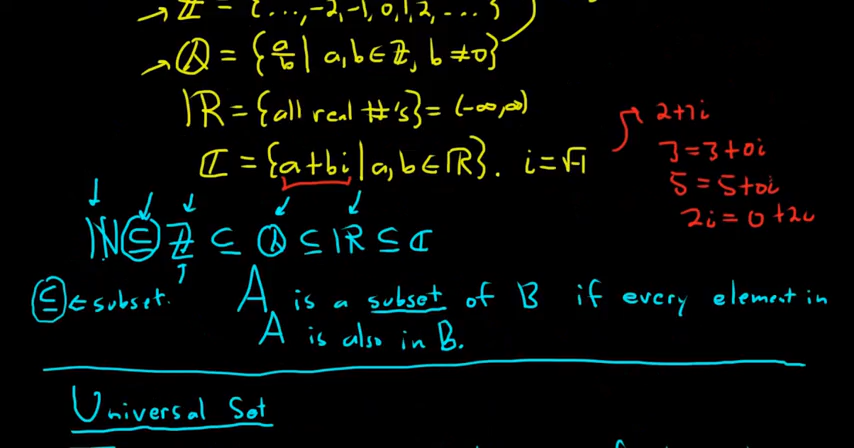 ℤ = {..., -2, -1, 0, 1, 2, ...}
ℚ = {a/b | a, b ∈ ℤ, b ≠ 0}
ℝ = {all real #'s} = (-∞, ∞)
ℂ = {a+bi | a, b ∈ ℝ}. i = √-1
2+7i
3 = 3+0i
5 = 5+0i
2i = 0+2i
ℕ ⊆ ℤ ⊆ ℚ ⊆ ℝ ⊆ ℂ
⊆ ← subset. A is a subset of B if every element in
A is also in B.
Universal Set